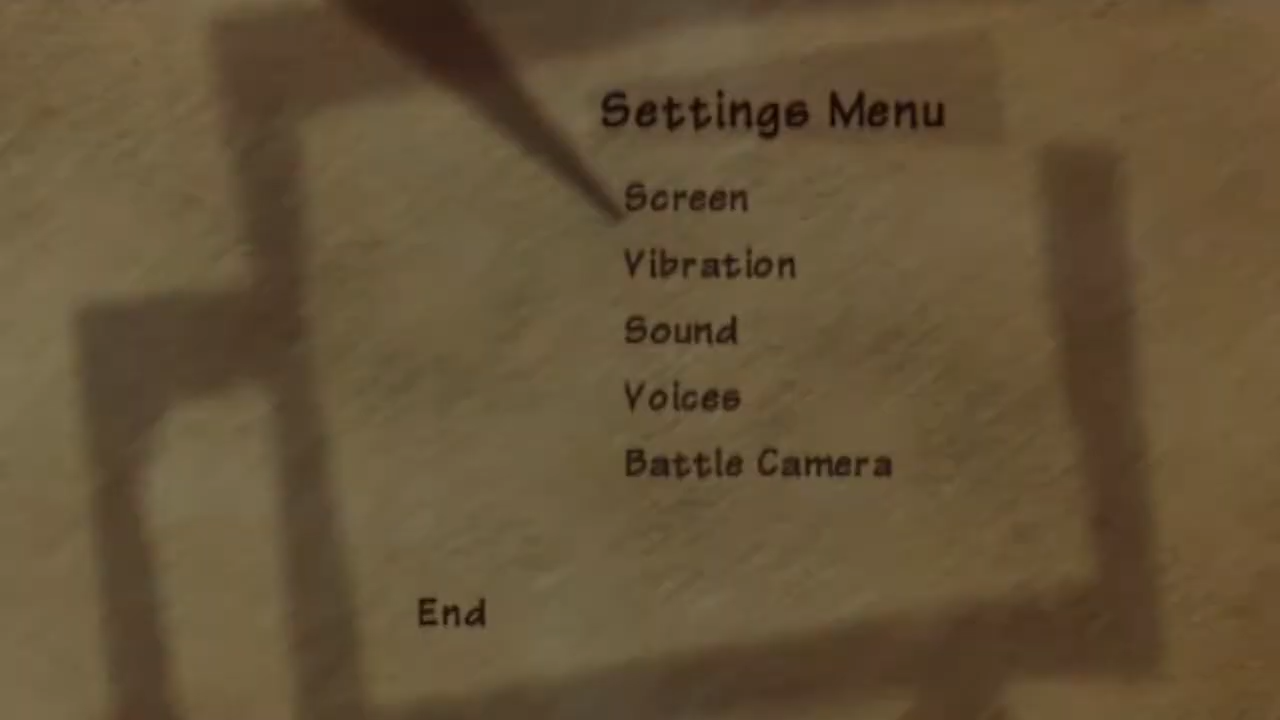 Settings Menu
Screen
Vibration
Sound
Voices
Battle Camera
End